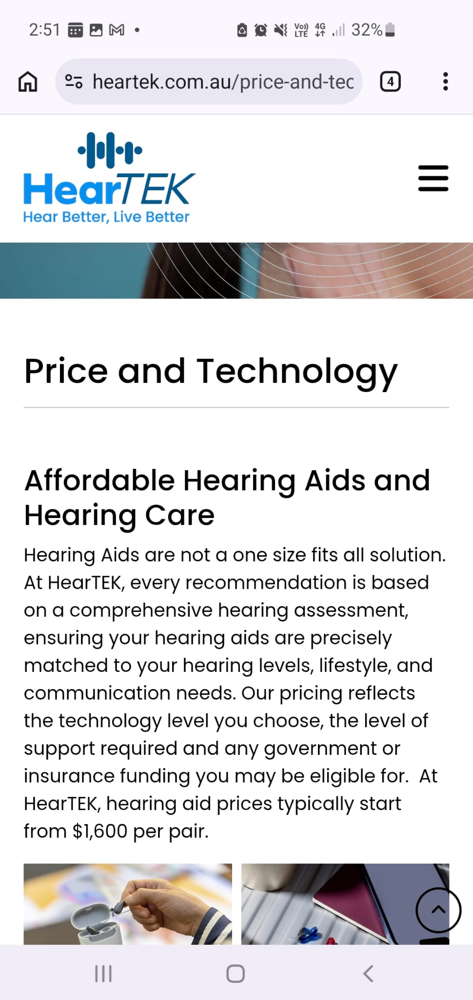 2:51
Vo)) LTE 4G 32%
heartek.com.au/price-and-tec
4
HearTEK
Hear Better, Live Better
Price and Technology
Affordable Hearing Aids and
Hearing Care
Hearing Aids are not a one size fits all solution.
At HearTEK, every recommendation is based
on a comprehensive hearing assessment,
ensuring your hearing aids are precisely
matched to your hearing levels, lifestyle, and
communication needs. Our pricing reflects
the technology level you choose, the level of
support required and any government or
insurance funding you may be eligible for.  At
HearTEK, hearing aid prices typically start
from $1,600 per pair.